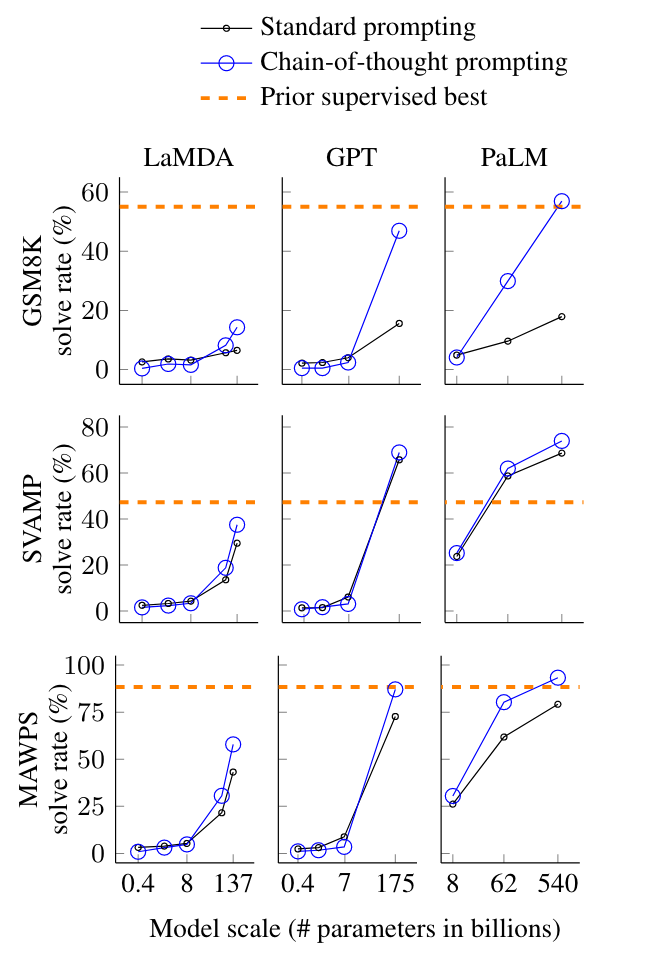 Standard prompting
Chain-of-thought prompting
Prior supervised best
LaMDA GPT PaLM
GSM8K
solve rate (%)
60
40
20
0
SVAMP
solve rate (%)
80
60
40
20
0
MAWPS
solve rate (%)
100
75
50
25
0
0.4 8 137 0.4 7 175 8 62 540
Model scale (# parameters in billions)